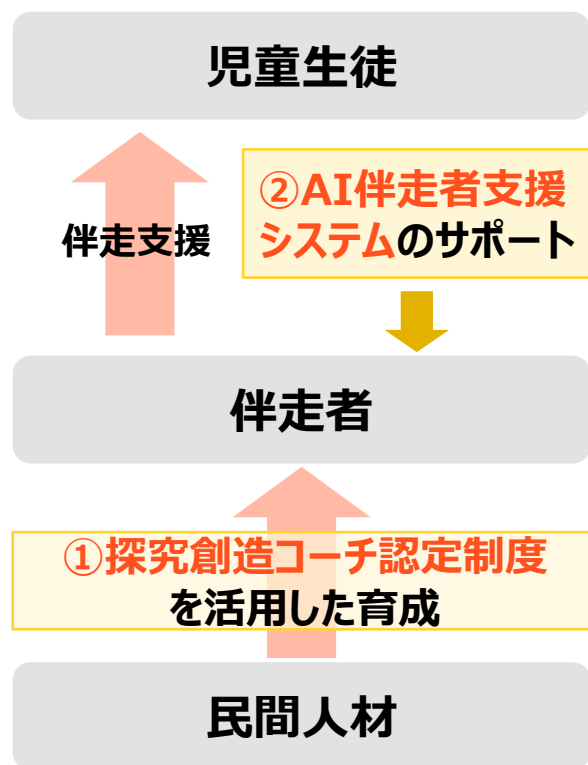 児童生徒
②AI伴走者支援
システムのサポート
伴走支援
伴走者
①探究創造コーチ認定制度
を活用した育成
民間人材